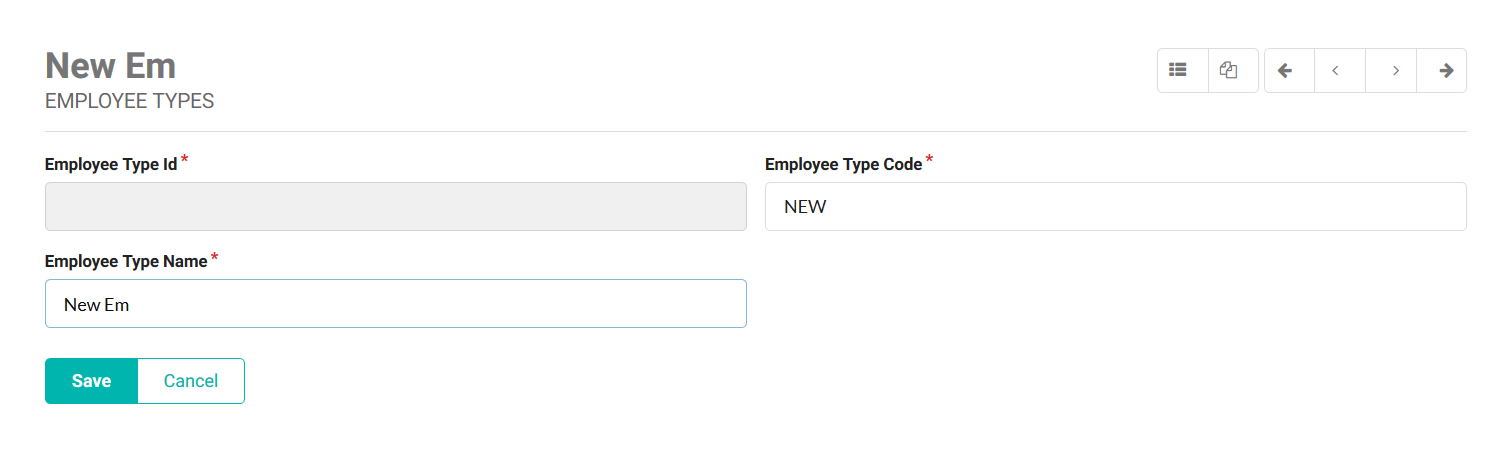 New Em
EMPLOYEE TYPES
Employee Type Id *
Employee Type Code *
NEW
Employee Type Name *
New Em
Save
Cancel